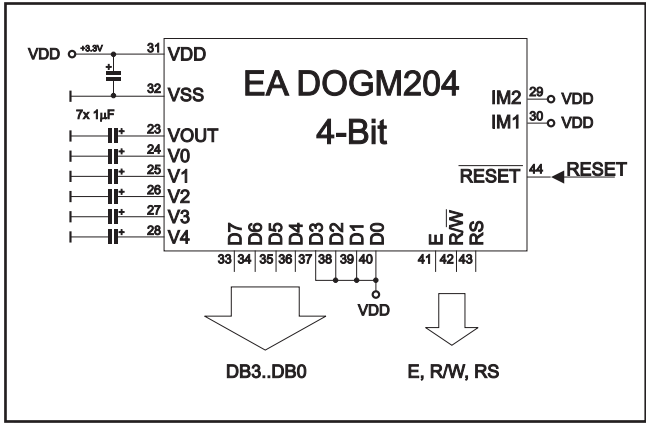 EA DOGM204
4-Bit
VDD +3.3V 31 VDD
32 VSS
7x 1µF
23 VOUT
24 V0
25 V1
26 V2
27 V3
28 V4
IM2 29 VDD
IM1 30 VDD
RESET 44 RESET
D7 D6 D5 D4 D3 D2 D1 D0
33 34 35 36 37 38 39 40
E R/W RS
41 42 43
VDD
DB3..DB0
E, R/W, RS